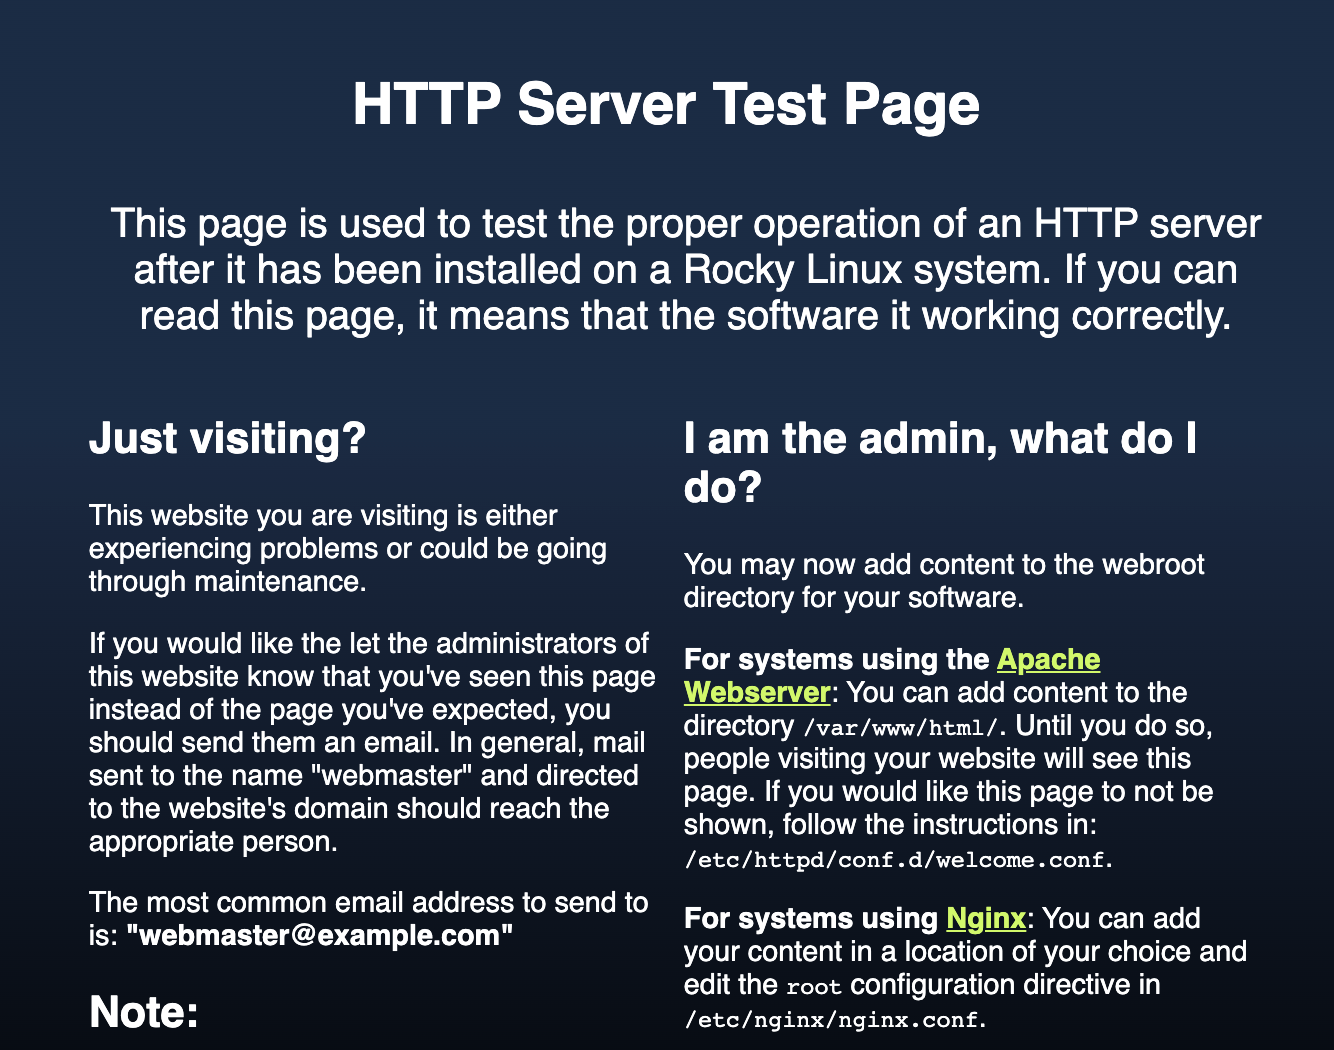 HTTP Server Test Page
This page is used to test the proper operation of an HTTP server
after it has been installed on a Rocky Linux system. If you can
read this page, it means that the software it working correctly.
Just visiting?
This website you are visiting is either
experiencing problems or could be going
through maintenance.
If you would like the let the administrators of
this website know that you've seen this page
instead of the page you've expected, you
should send them an email. In general, mail
sent to the name "webmaster" and directed
to the website's domain should reach the
appropriate person.
The most common email address to send to
is: "webmaster@example.com"
Note:
I am the admin, what do I
do?
You may now add content to the webroot
directory for your software.
For systems using the Apache
Webserver: You can add content to the
directory /var/www/html/. Until you do so,
people visiting your website will see this
page. If you would like this page to not be
shown, follow the instructions in:
/etc/httpd/conf.d/welcome.conf.
For systems using Nginx: You can add
your content in a location of your choice and
edit the root configuration directive in
/etc/nginx/nginx.conf.